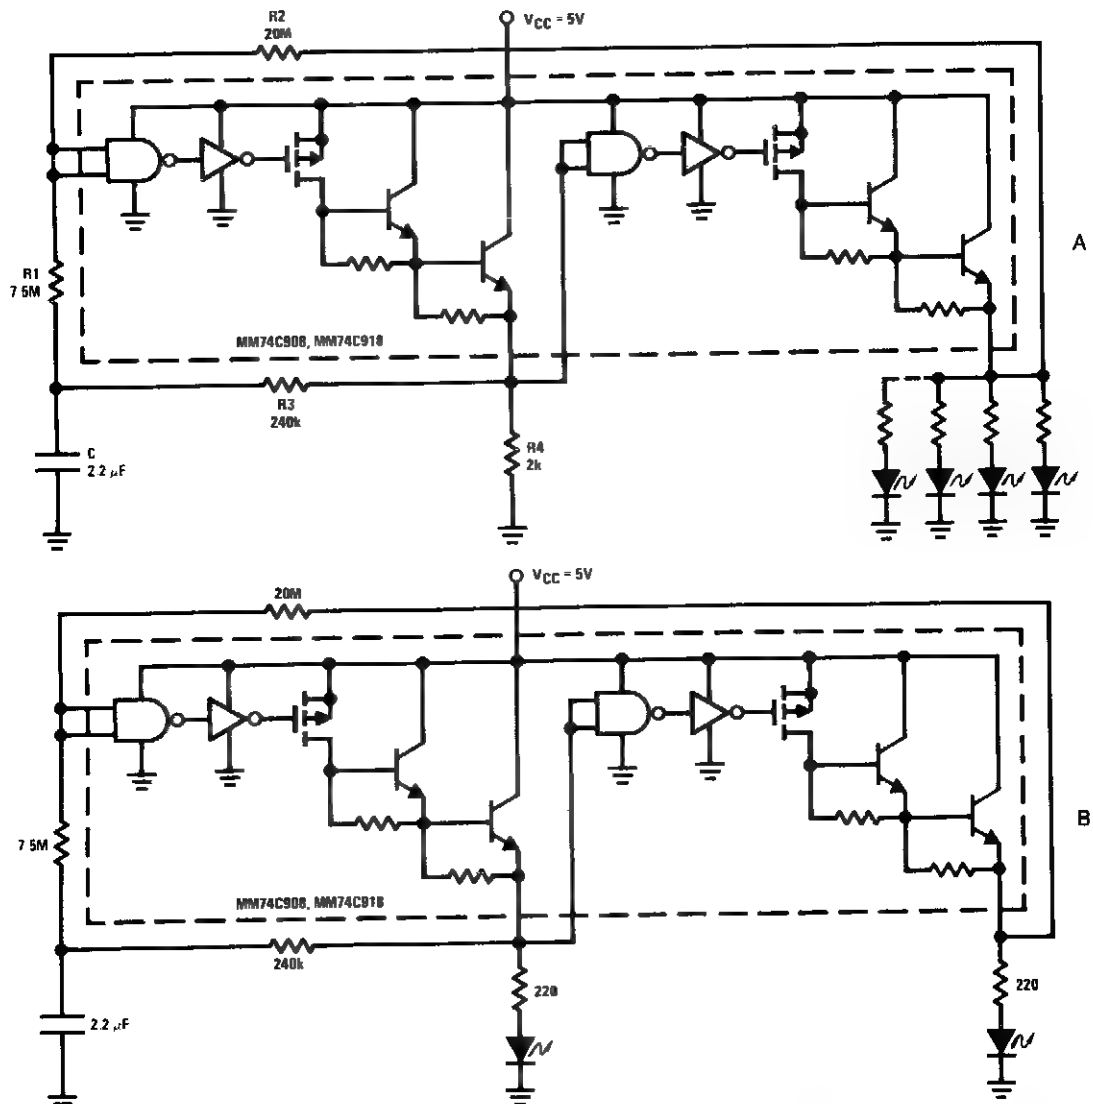 R2
20M
VCC = 5V
A
R1
7 5M
MM74C908, MM74C918
R3
240k
C
2.2 μF
R4
2k
VCC = 5V
20M
B
7 5M
MM74C908, MM74C918
240k
220
220
2.2 μF